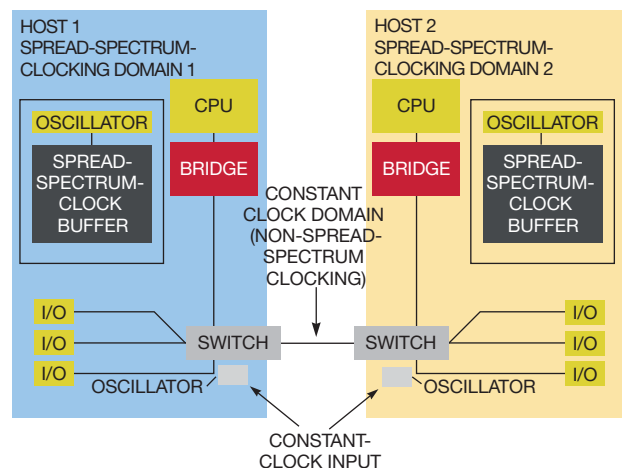 HOST 1
SPREAD-SPECTRUM-
CLOCKING DOMAIN 1
CPU
OSCILLATOR
SPREAD-
SPECTRUM-
CLOCK
BUFFER
BRIDGE
I/O
I/O
I/O
SWITCH
OSCILLATOR
CONSTANT
CLOCK DOMAIN
(NON-SPREAD-
SPECTRUM
CLOCKING)
HOST 2
SPREAD-SPECTRUM-
CLOCKING DOMAIN 2
CPU
OSCILLATOR
BRIDGE
SPREAD-
SPECTRUM-
CLOCK
BUFFER
SWITCH
I/O
I/O
I/O
OSCILLATOR
CONSTANT-
CLOCK INPUT